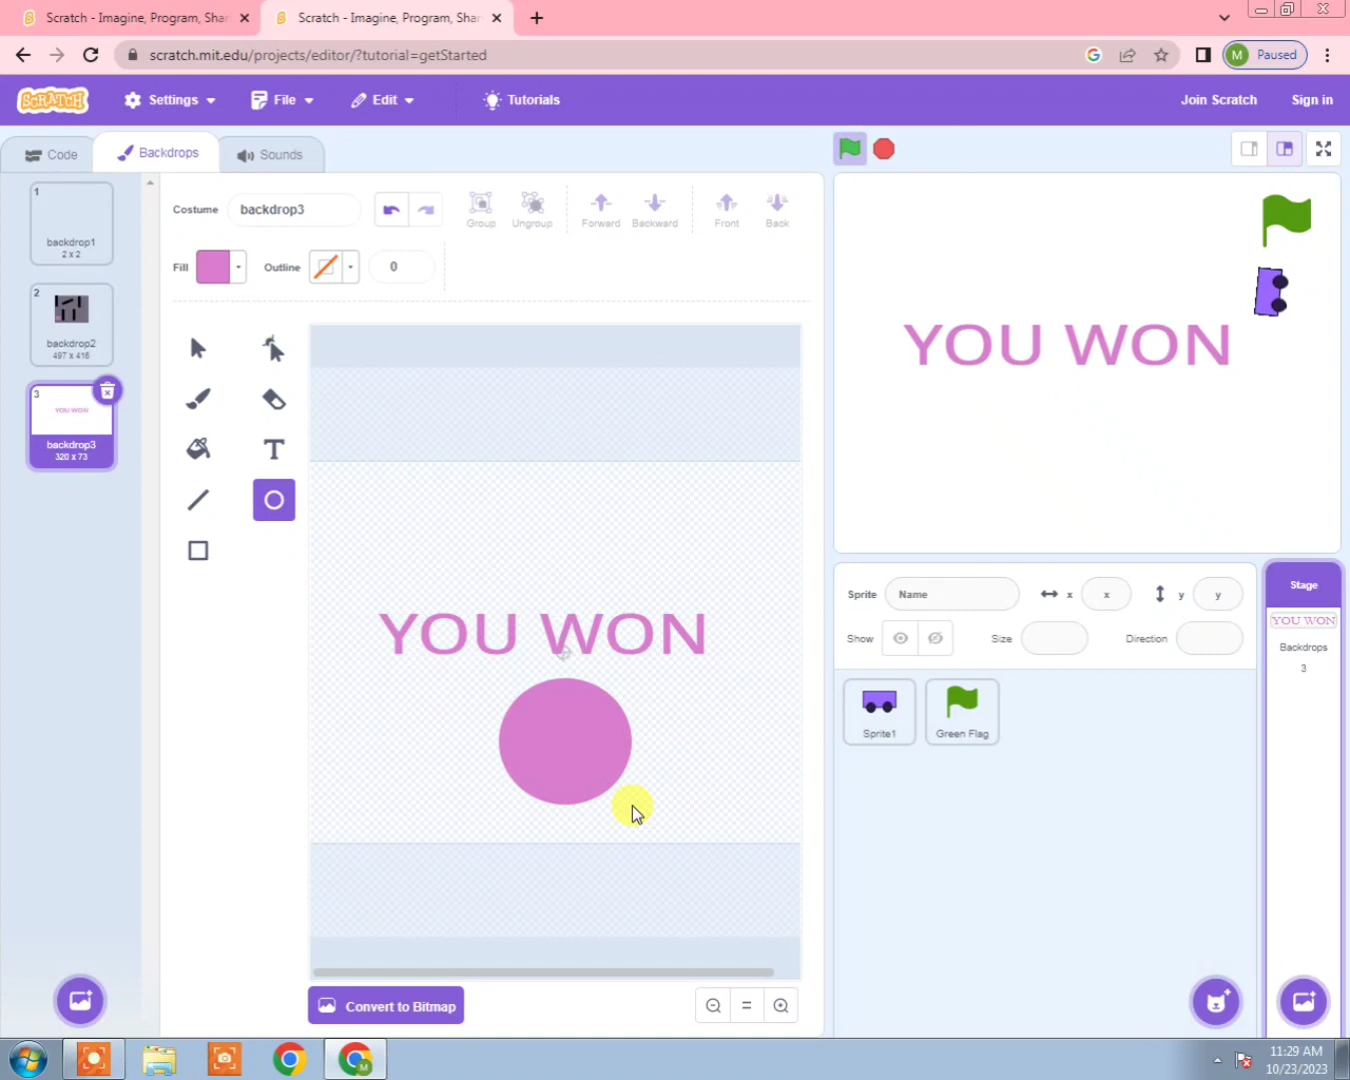 Scratch - Imagine, Program, Shar
Scratch - Imagine, Program, Shar
scratch.mit.edu/projects/editor/?tutorial=getStarted
M
Paused
SCRATCH
Settings
File
Edit
Tutorials
Join Scratch
Sign in
Code
Backdrops
Sounds
Costume
backdrop3
Group
Ungroup
Forward
Backward
Front
Back
Fill
Outline
0
1
backdrop1
2 x 2
2
backdrop2
497 x 416
3
YOU WON
backdrop3
320 x 73
T
YOU WON
Convert to Bitmap
YOU WON
Sprite
Name
x
x
y
y
Show
Size
Direction
Sprite1
Green Flag
Stage
YOU WON
Backdrops
3
M
11:29 AM
10/23/2023